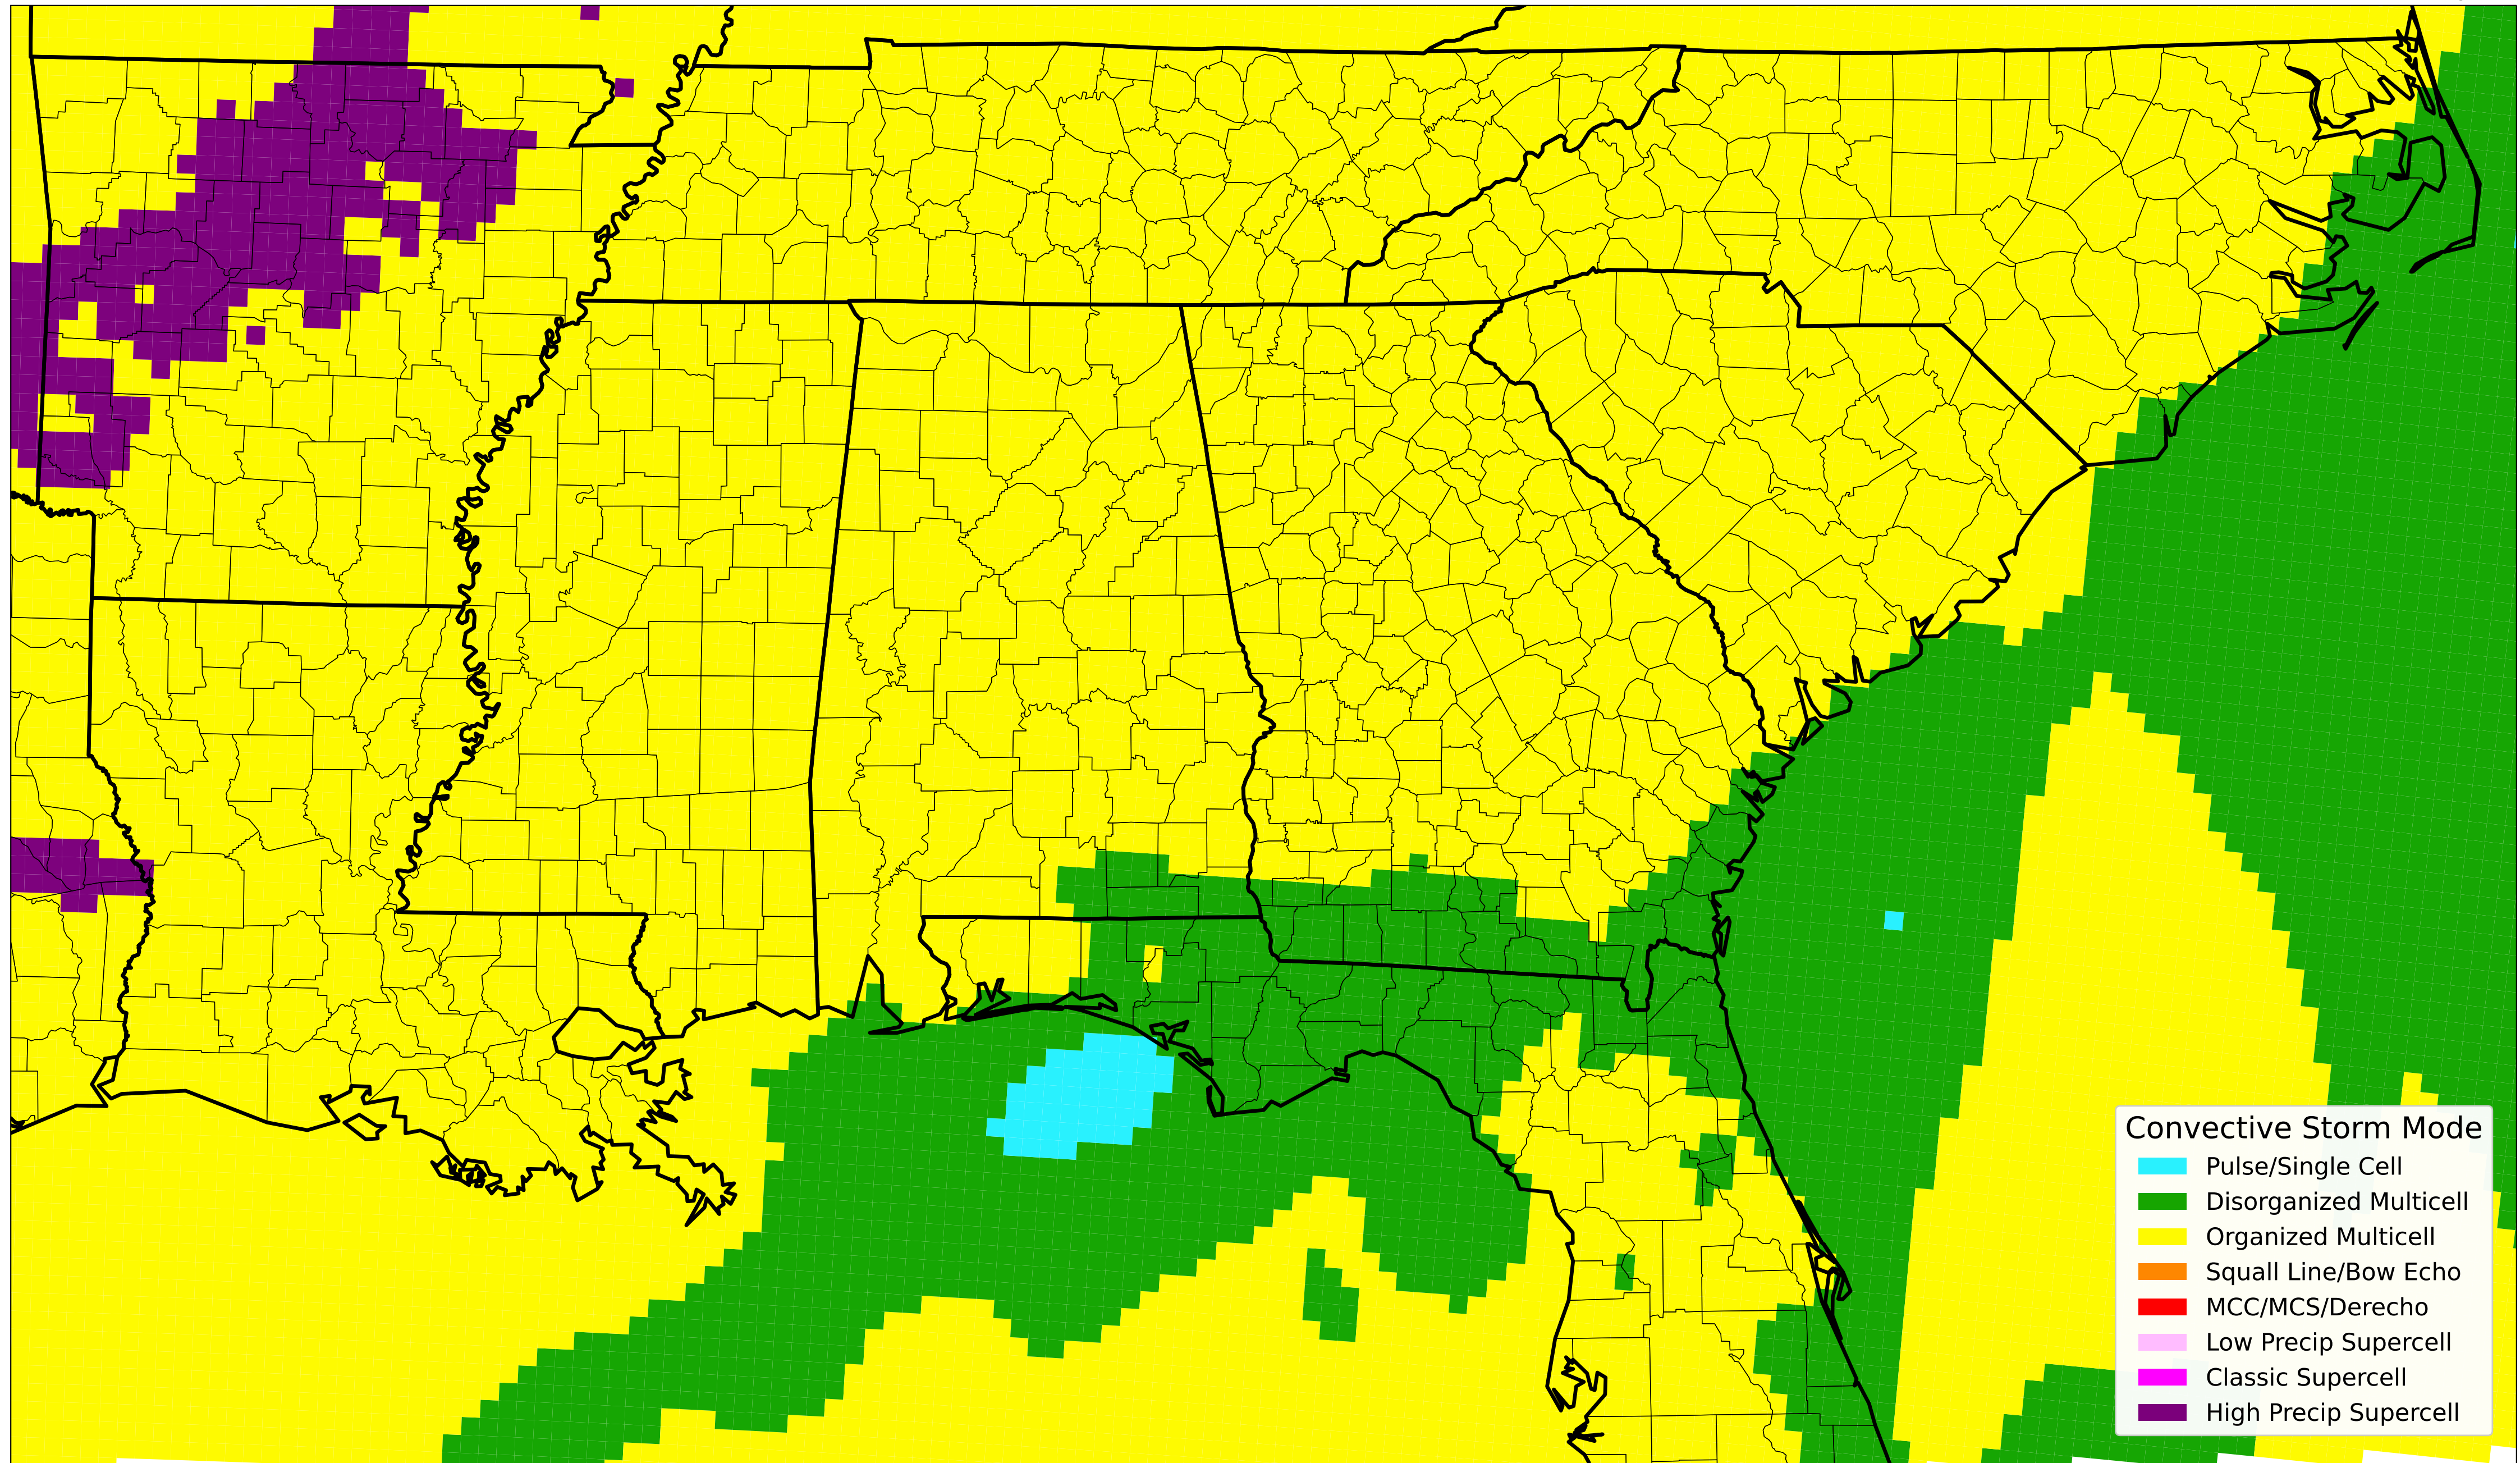 Convective Storm Mode
Pulse/Single Cell
Disorganized Multicell
Organized Multicell
Squall Line/Bow Echo
MCC/MCS/Derecho
Low Precip Supercell
Classic Supercell
High Precip Supercell